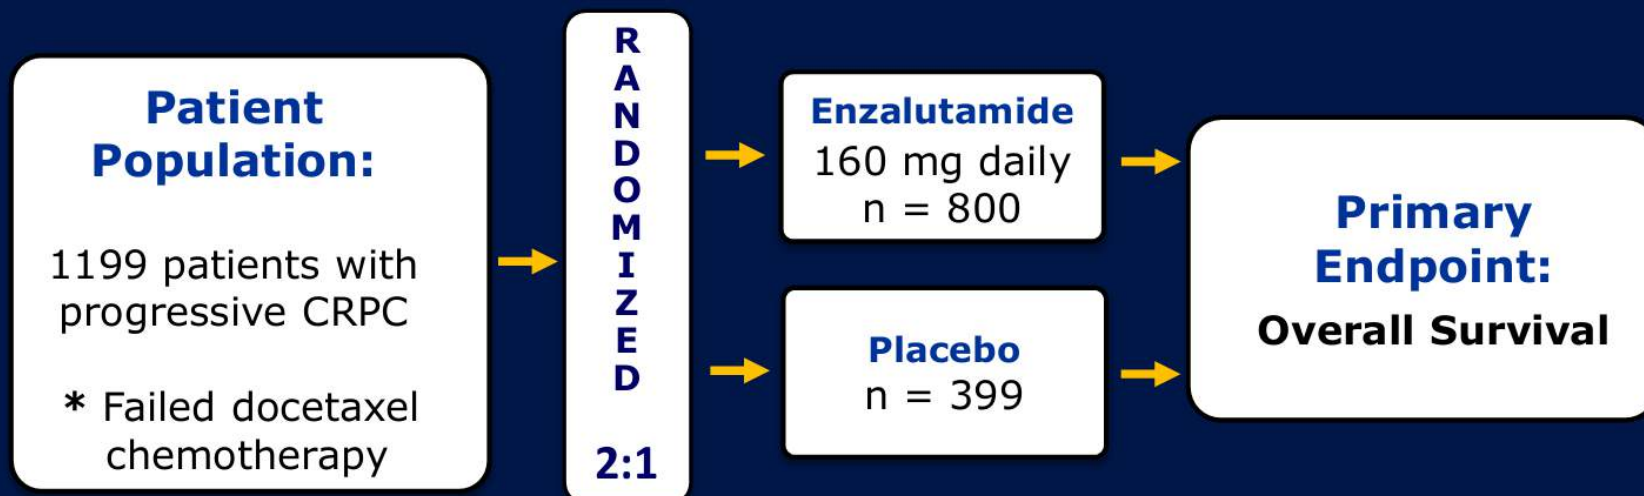 Patient
Population:
1199 patients with
progressive CRPC
* Failed docetaxel
chemotherapy
RANDOMIZED
2:1
Enzalutamide
160 mg daily
n = 800
Placebo
n = 399
Primary
Endpoint:
Overall Survival